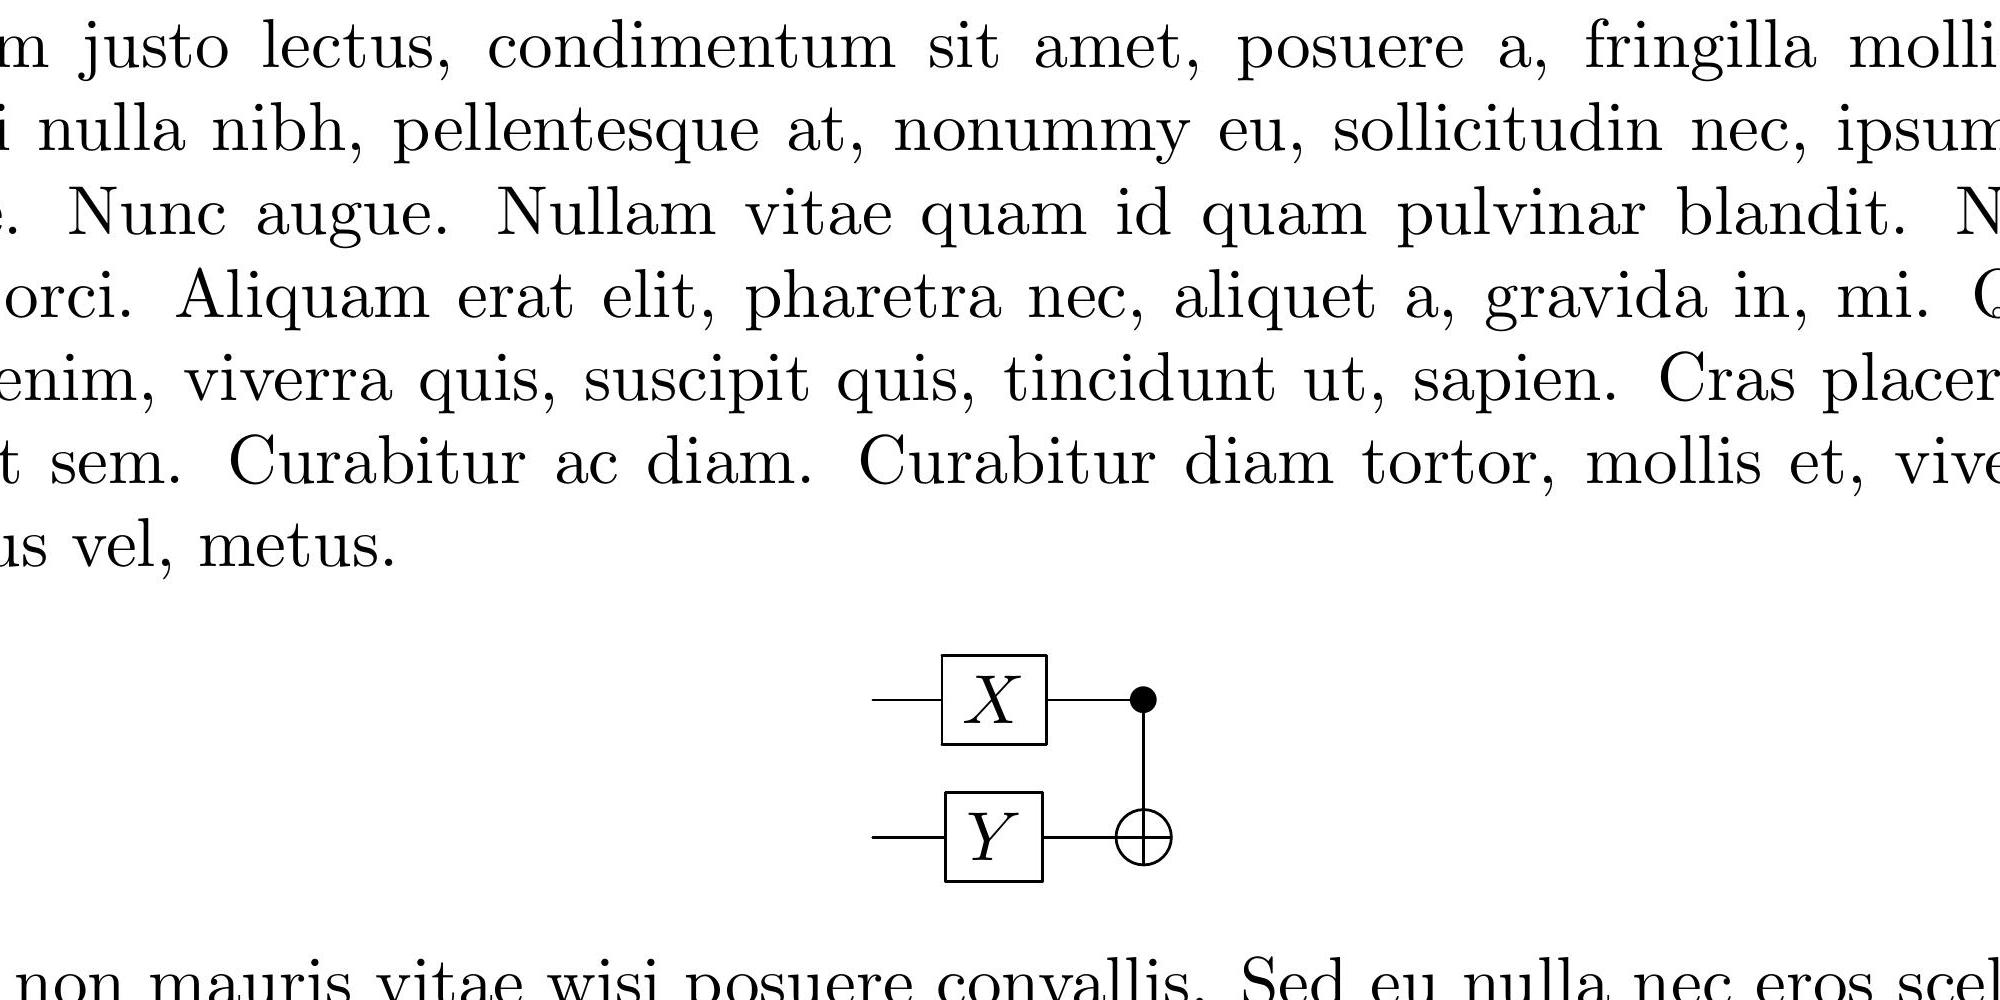 m justo lectus, condimentum sit amet, posuere a, fringilla molli
i nulla nibh, pellentesque at, nonummy eu, sollicitudin nec, ipsum
e. Nunc augue. Nullam vitae quam id quam pulvinar blandit. N
orci. Aliquam erat elit, pharetra nec, aliquet a, gravida in, mi. Q
enim, viverra quis, suscipit quis, tincidunt ut, sapien. Cras placer
t sem. Curabitur ac diam. Curabitur diam tortor, mollis et, vive
us vel, metus.
X
Y
non mauris vitae wisi posuere convallis. Sed eu nulla nec eros scel